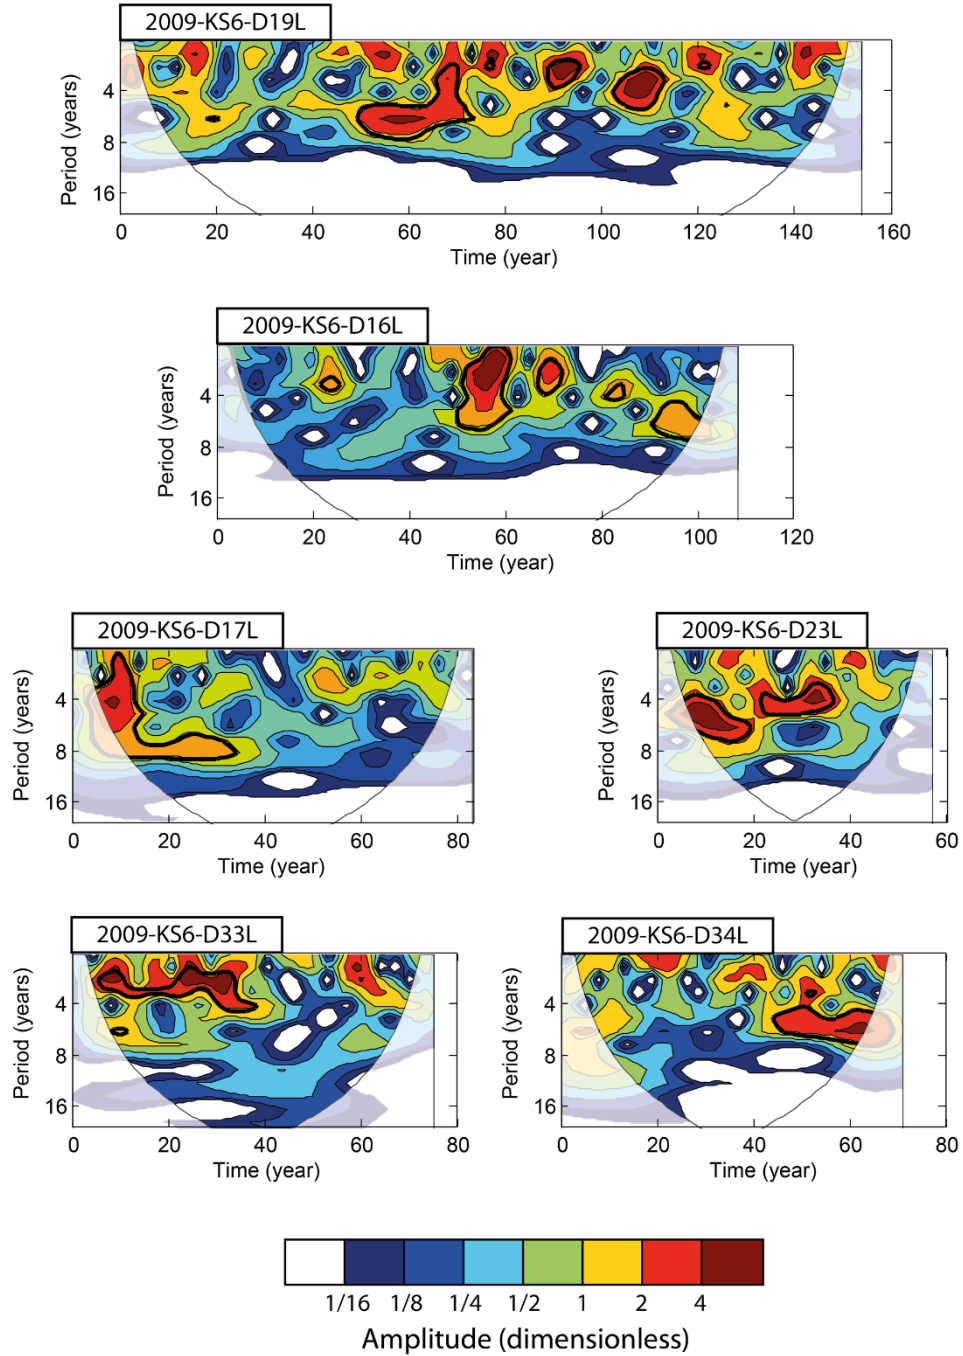 2009-KS6-D19L
Period (years)
4
8
16
0 20 40 60 80 100 120 140 160
Time (year)
2009-KS6-D16L
Period (years)
4
8
16
0 20 40 60 80 100 120
Time (year)
2009-KS6-D17L
Period (years)
4
8
16
0 20 40 60 80
Time (year)
2009-KS6-D23L
Period (years)
4
8
16
0 20 40 60
Time (year)
2009-KS6-D33L
Period (years)
4
8
16
0 20 40 60 80
Time (year)
2009-KS6-D34L
Period (years)
4
8
16
0 20 40 60 80
Time (year)
1/16 1/8 1/4 1/2 1 2 4
Amplitude (dimensionless)